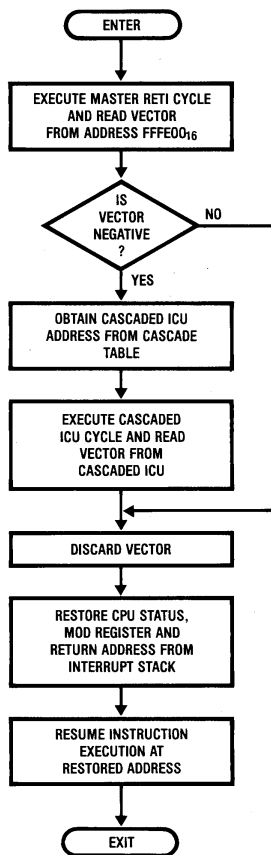 ENTER
EXECUTE MASTER RETI CYCLE
AND READ VECTOR
FROM ADDRESS FFFE00₁₆
IS
VECTOR
NEGATIVE
?
NO
YES
OBTAIN CASCADED ICU
ADDRESS FROM CASCADE
TABLE
EXECUTE CASCADED
ICU CYCLE AND READ
VECTOR FROM
CASCADED ICU
DISCARD VECTOR
RESTORE CPU STATUS,
MOD REGISTER AND
RETURN ADDRESS FROM
INTERRUPT STACK
RESUME INSTRUCTION
EXECUTION AT
RESTORED ADDRESS
EXIT